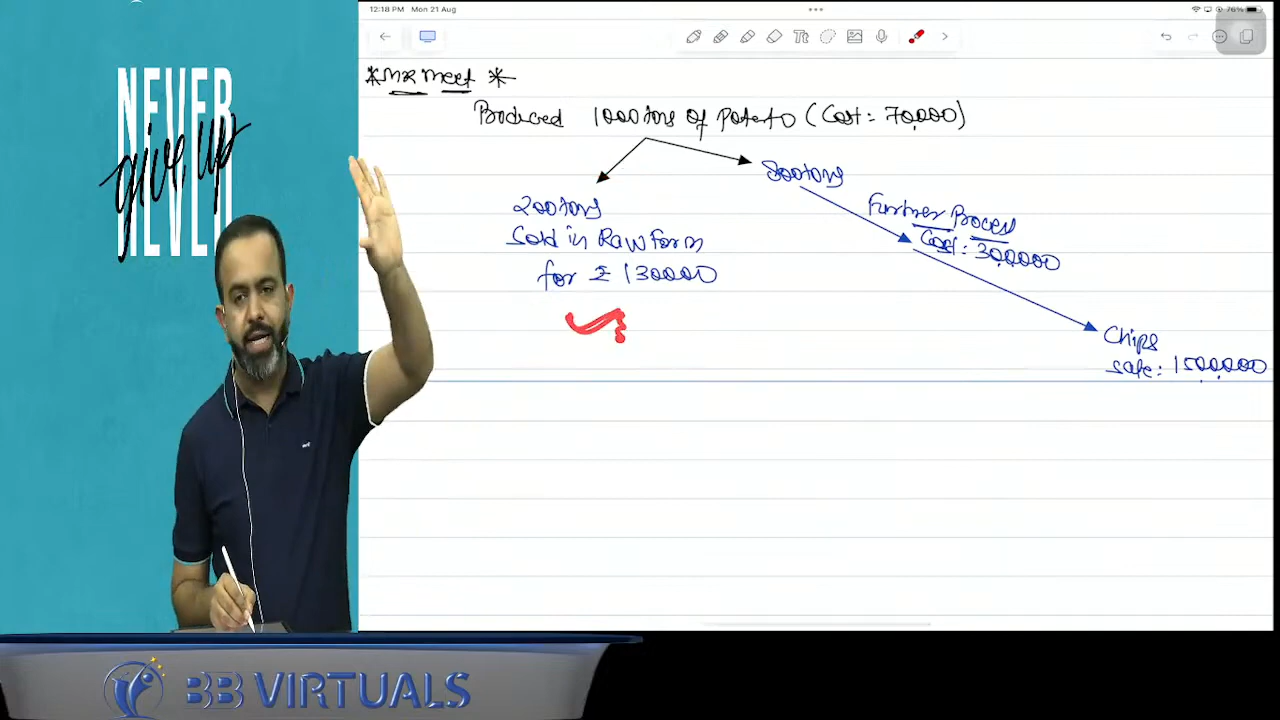 12:18 PM Mon 21 Aug
76%
NEVER
give up
NEVER
*Mr Meet *
Produced 1000 tons of potato (Cost = 70,000)
200 tons
Sold in Raw form
for ₹ 130000
800 tons
Further Process
Cost: 300000
Chips
sale: 1500000
BB VIRTUALS